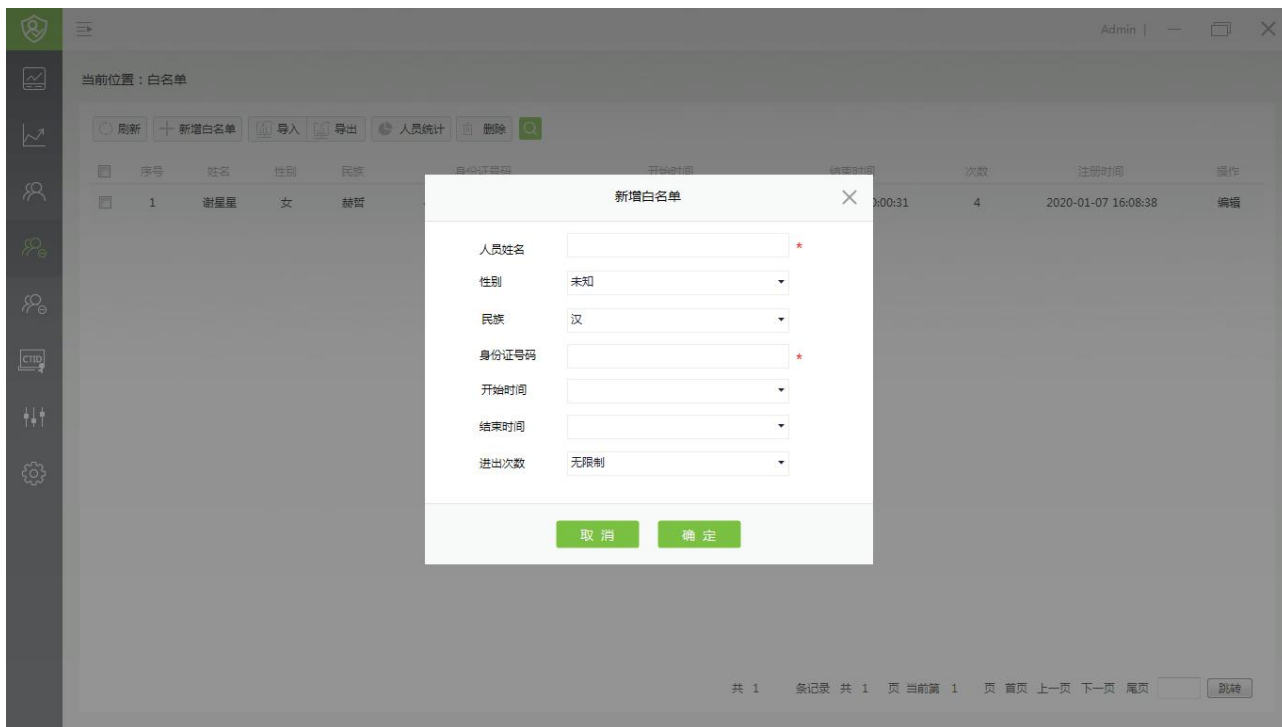 Admin |
当前位置：白名单
刷新 新增白名单 导入 导出 人员统计 删除
序号 姓名 性别 民族 身份证号码 开始时间 结束时间 次数 注册时间 操作
1 谢星星 女 赫哲 0:00:31 4 2020-01-07 16:08:38 编辑
新增白名单
人员姓名 *
性别 未知
民族 汉
身份证号码 *
开始时间
结束时间
进出次数 无限制
取消 确定
CTID
共 1 条记录 共 1 页 当前第 1 页 首页 上一页 下一页 尾页 跳转